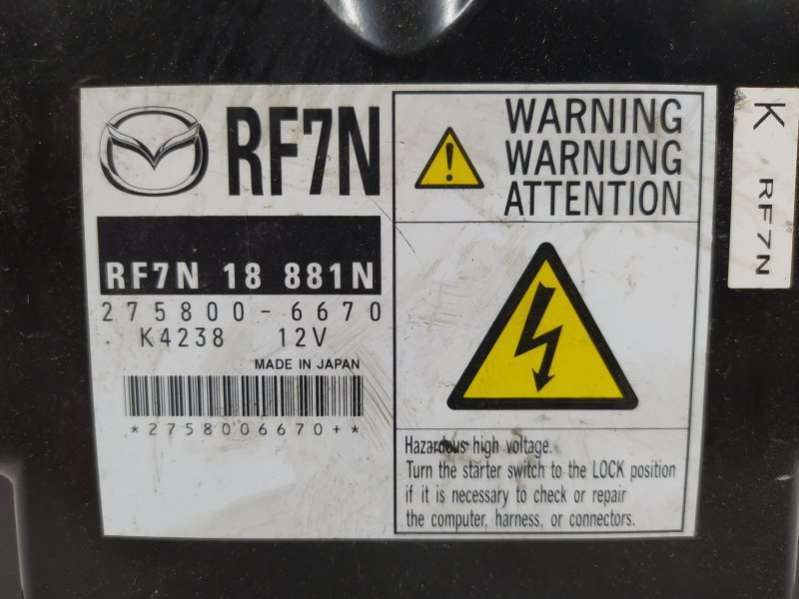 RF7N
RF7N 18 881N
275800-6670
K4238 12V
MADE IN JAPAN
*2758006670+*
WARNING
WARNUNG
ATTENTION
Hazardous high voltage.
Turn the starter switch to the LOCK position
if it is necessary to check or repair
the computer, harness, or connectors.
K RF7N